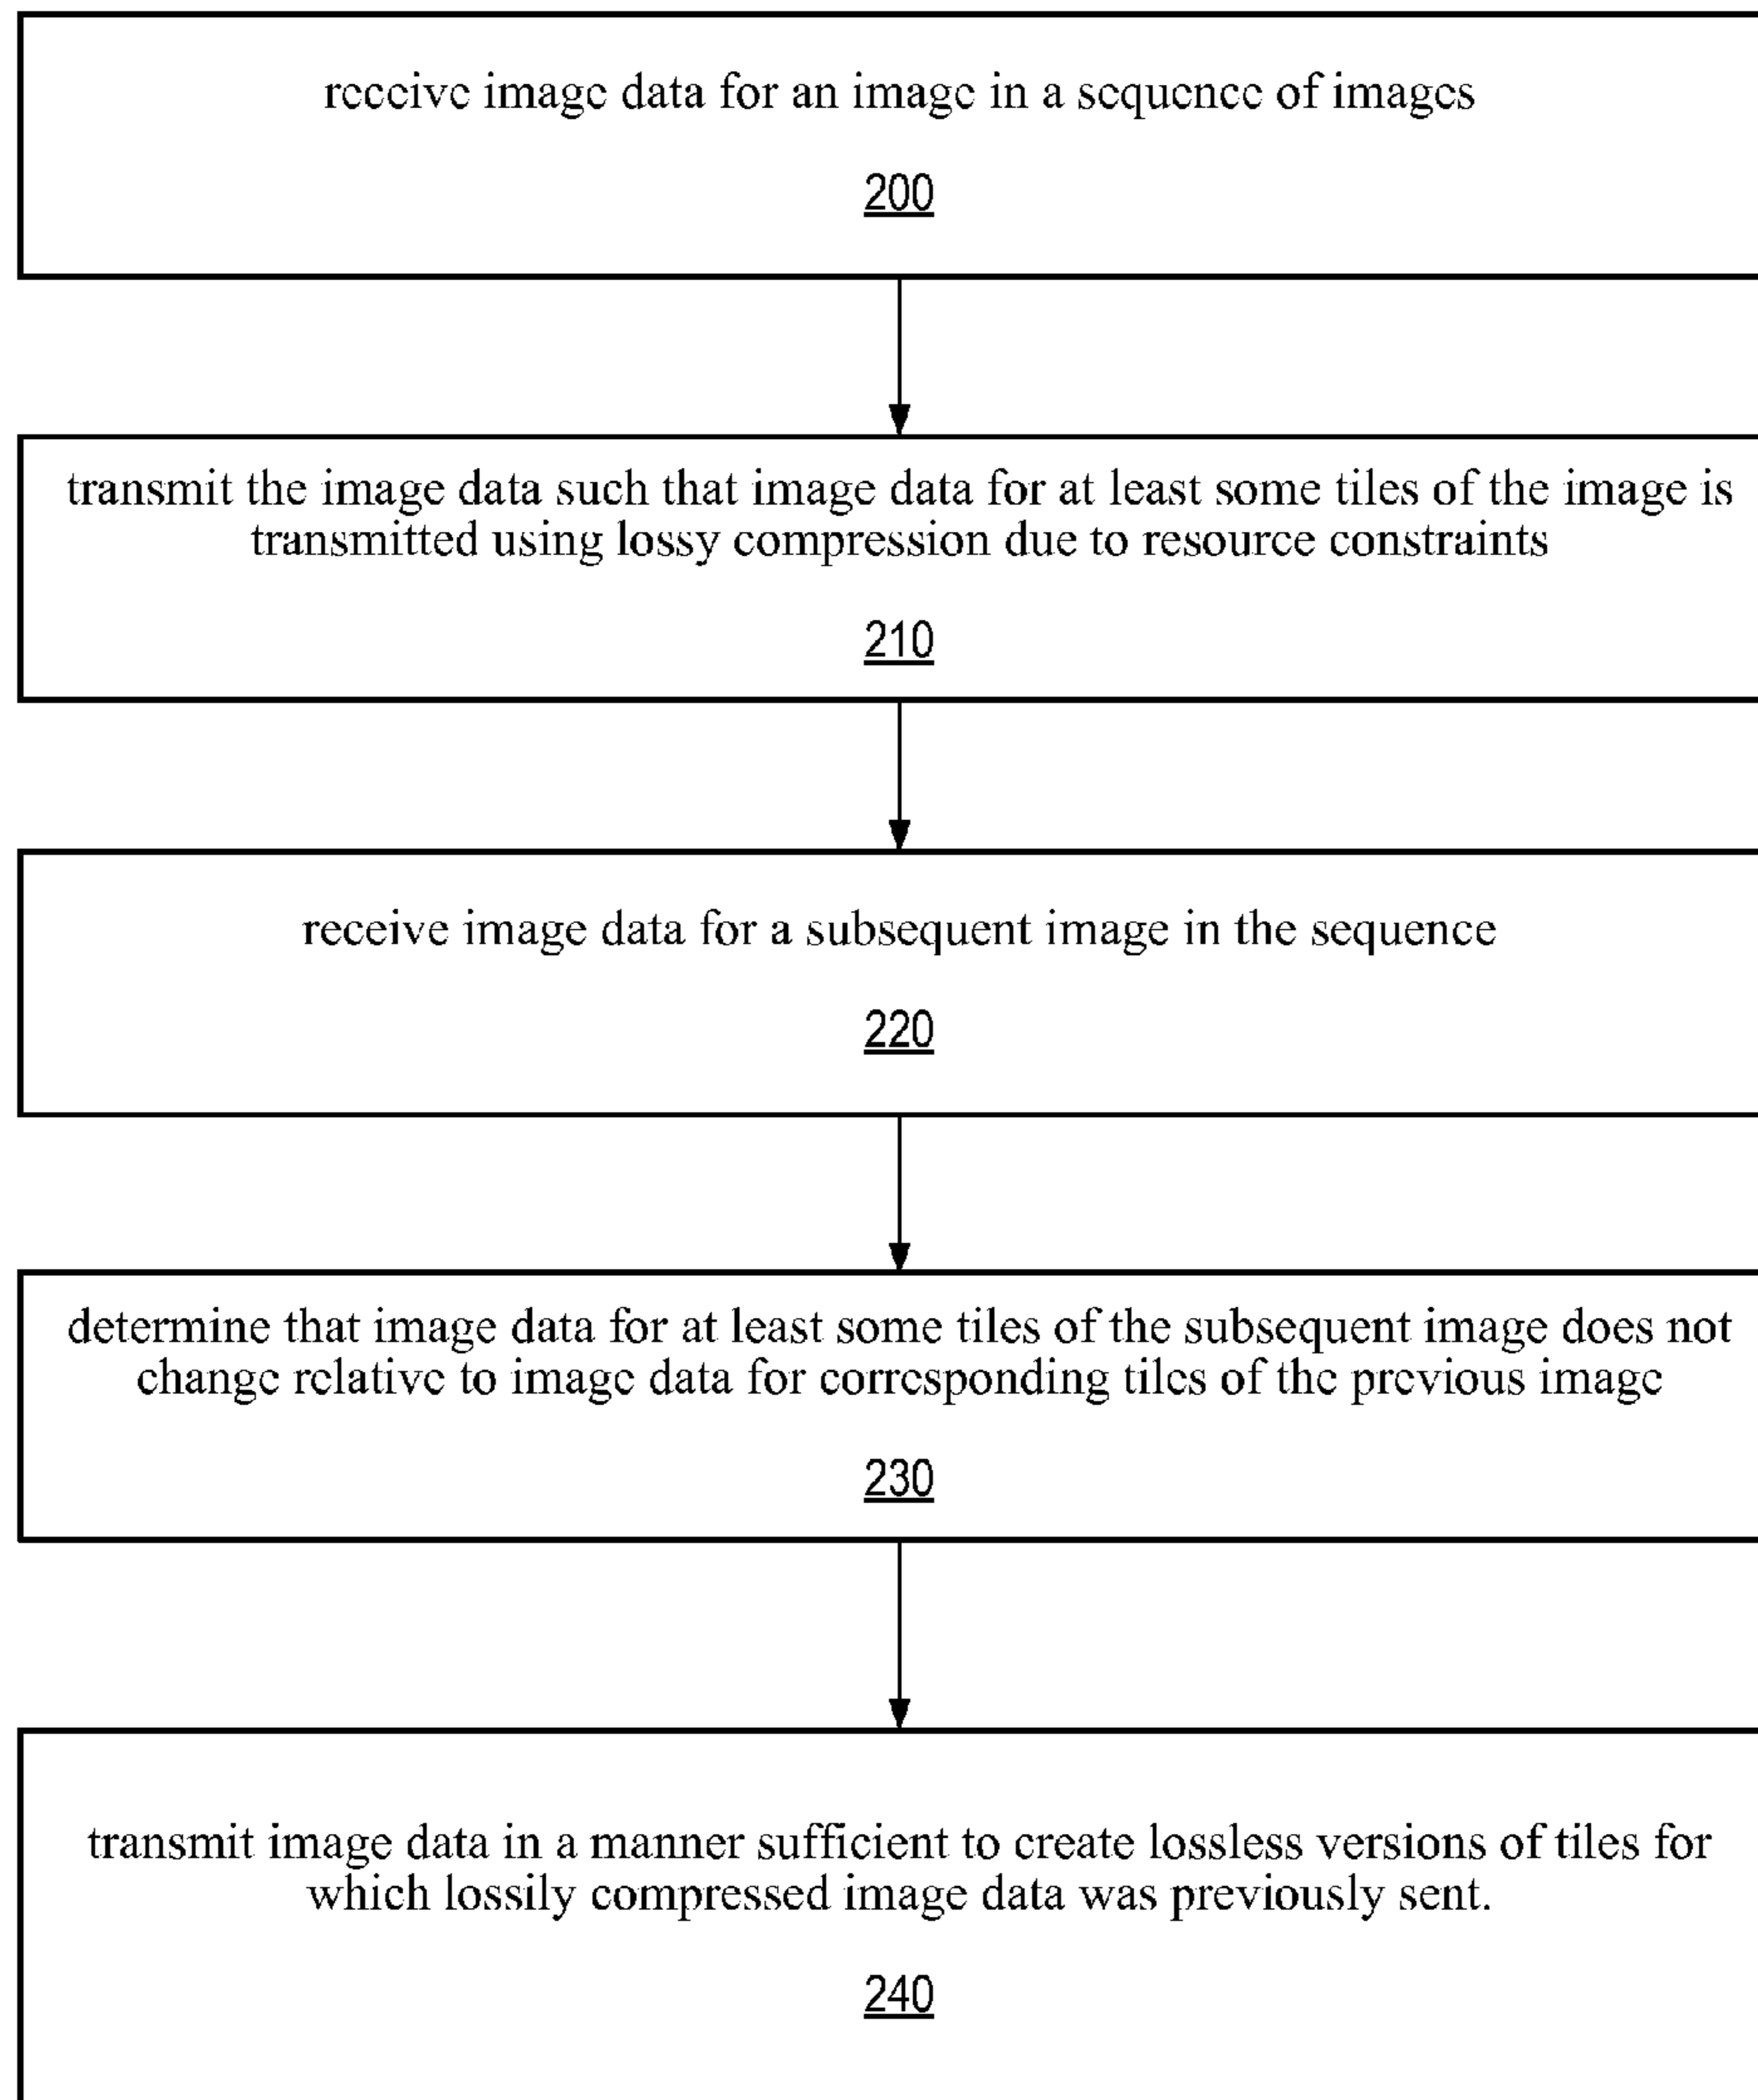 receive image data for an image in a sequence of images
200
transmit the image data such that image data for at least some tiles of the image is
transmitted using lossy compression due to resource constraints
210
receive image data for a subsequent image in the sequence
220
determine that image data for at least some tiles of the subsequent image does not
change relative to image data for corresponding tiles of the previous image
230
transmit image data in a manner sufficient to create lossless versions of tiles for
which lossily compressed image data was previously sent.
240